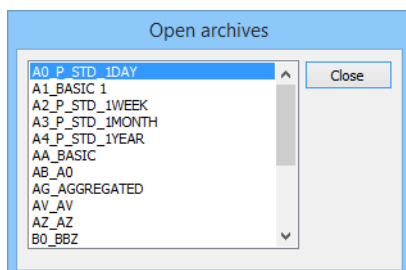 Open archives
A0_P_STD_1DAY
Close
A1_BASIC 1
A2_P_STD_1WEEK
A3_P_STD_1MONTH
A4_P_STD_1YEAR
AA_BASIC
AB_A0
AG_AGGREGATED
AV_AV
AZ_AZ
B0_BBZ